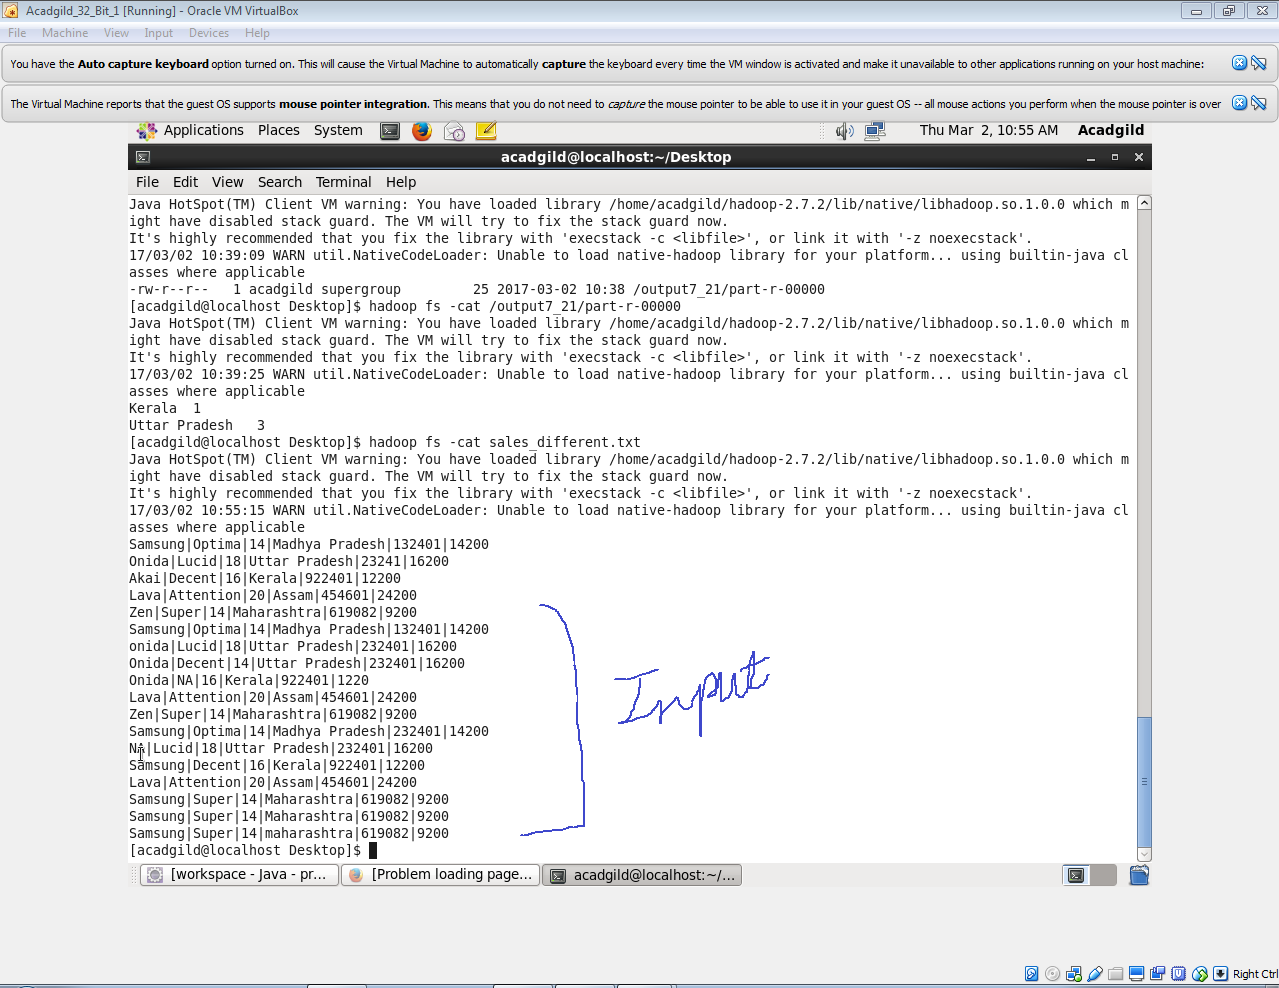 Acadgild_32_Bit_1 [Running] - Oracle VM VirtualBox
File Machine View Input Devices Help
You have the Auto capture keyboard option turned on. This will cause the Virtual Machine to automatically capture the keyboard every time the VM window is activated and make it unavailable to other applications running on your host machine:
The Virtual Machine reports that the guest OS supports mouse pointer integration. This means that you do not need to capture the mouse pointer to be able to use it in your guest OS -- all mouse actions you perform when the mouse pointer is over
Applications Places System Thu Mar 2, 10:55 AM Acadgild
acadgild@localhost:~/Desktop
File Edit View Search Terminal Help
Java HotSpot(TM) Client VM warning: You have loaded library /home/acadgild/hadoop-2.7.2/lib/native/libhadoop.so.1.0.0 which m
ight have disabled stack guard. The VM will try to fix the stack guard now.
It's highly recommended that you fix the library with 'execstack -c <libfile>', or link it with '-z noexecstack'.
17/03/02 10:39:09 WARN util.NativeCodeLoader: Unable to load native-hadoop library for your platform... using builtin-java cl
asses where applicable
-rw-r--r--   1 acadgild supergroup         25 2017-03-02 10:38 /output7_21/part-r-00000
[acadgild@localhost Desktop]$ hadoop fs -cat /output7_21/part-r-00000
Java HotSpot(TM) Client VM warning: You have loaded library /home/acadgild/hadoop-2.7.2/lib/native/libhadoop.so.1.0.0 which m
ight have disabled stack guard. The VM will try to fix the stack guard now.
It's highly recommended that you fix the library with 'execstack -c <libfile>', or link it with '-z noexecstack'.
17/03/02 10:39:25 WARN util.NativeCodeLoader: Unable to load native-hadoop library for your platform... using builtin-java cl
asses where applicable
Kerala  1
Uttar Pradesh   3
[acadgild@localhost Desktop]$ hadoop fs -cat sales_different.txt
Java HotSpot(TM) Client VM warning: You have loaded library /home/acadgild/hadoop-2.7.2/lib/native/libhadoop.so.1.0.0 which m
ight have disabled stack guard. The VM will try to fix the stack guard now.
It's highly recommended that you fix the library with 'execstack -c <libfile>', or link it with '-z noexecstack'.
17/03/02 10:55:15 WARN util.NativeCodeLoader: Unable to load native-hadoop library for your platform... using builtin-java cl
asses where applicable
Samsung|Optima|14|Madhya Pradesh|132401|14200
Onida|Lucid|18|Uttar Pradesh|23241|16200
Akai|Decent|16|Kerala|922401|12200
Lava|Attention|20|Assam|454601|24200
Zen|Super|14|Maharashtra|619082|9200
Samsung|Optima|14|Madhya Pradesh|132401|14200
onida|Lucid|18|Uttar Pradesh|232401|16200
Onida|Decent|14|Uttar Pradesh|232401|16200
Onida|NA|16|Kerala|922401|1220
Lava|Attention|20|Assam|454601|24200
Zen|Super|14|Maharashtra|619082|9200
Samsung|Optima|14|Madhya Pradesh|232401|14200
NA|Lucid|18|Uttar Pradesh|232401|16200
Samsung|Decent|16|Kerala|922401|12200
Lava|Attention|20|Assam|454601|24200
Samsung|Super|14|Maharashtra|619082|9200
Samsung|Super|14|Maharashtra|619082|9200
Samsung|Super|14|maharashtra|619082|9200
[acadgild@localhost Desktop]$
Input
[workspace - Java - pr... [Problem loading page... acadgild@localhost:~/...
Right Ctrl